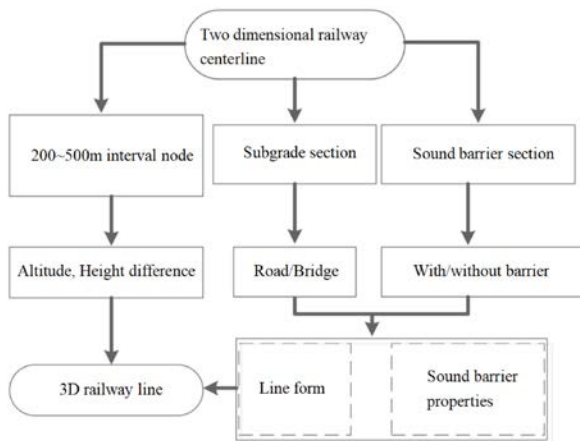 Two dimensional railway
centerline
200~500m interval node
Subgrade section
Sound barrier section
Altitude, Height difference
Road/Bridge
With/without barrier
3D railway line
Line form
Sound barrier
properties